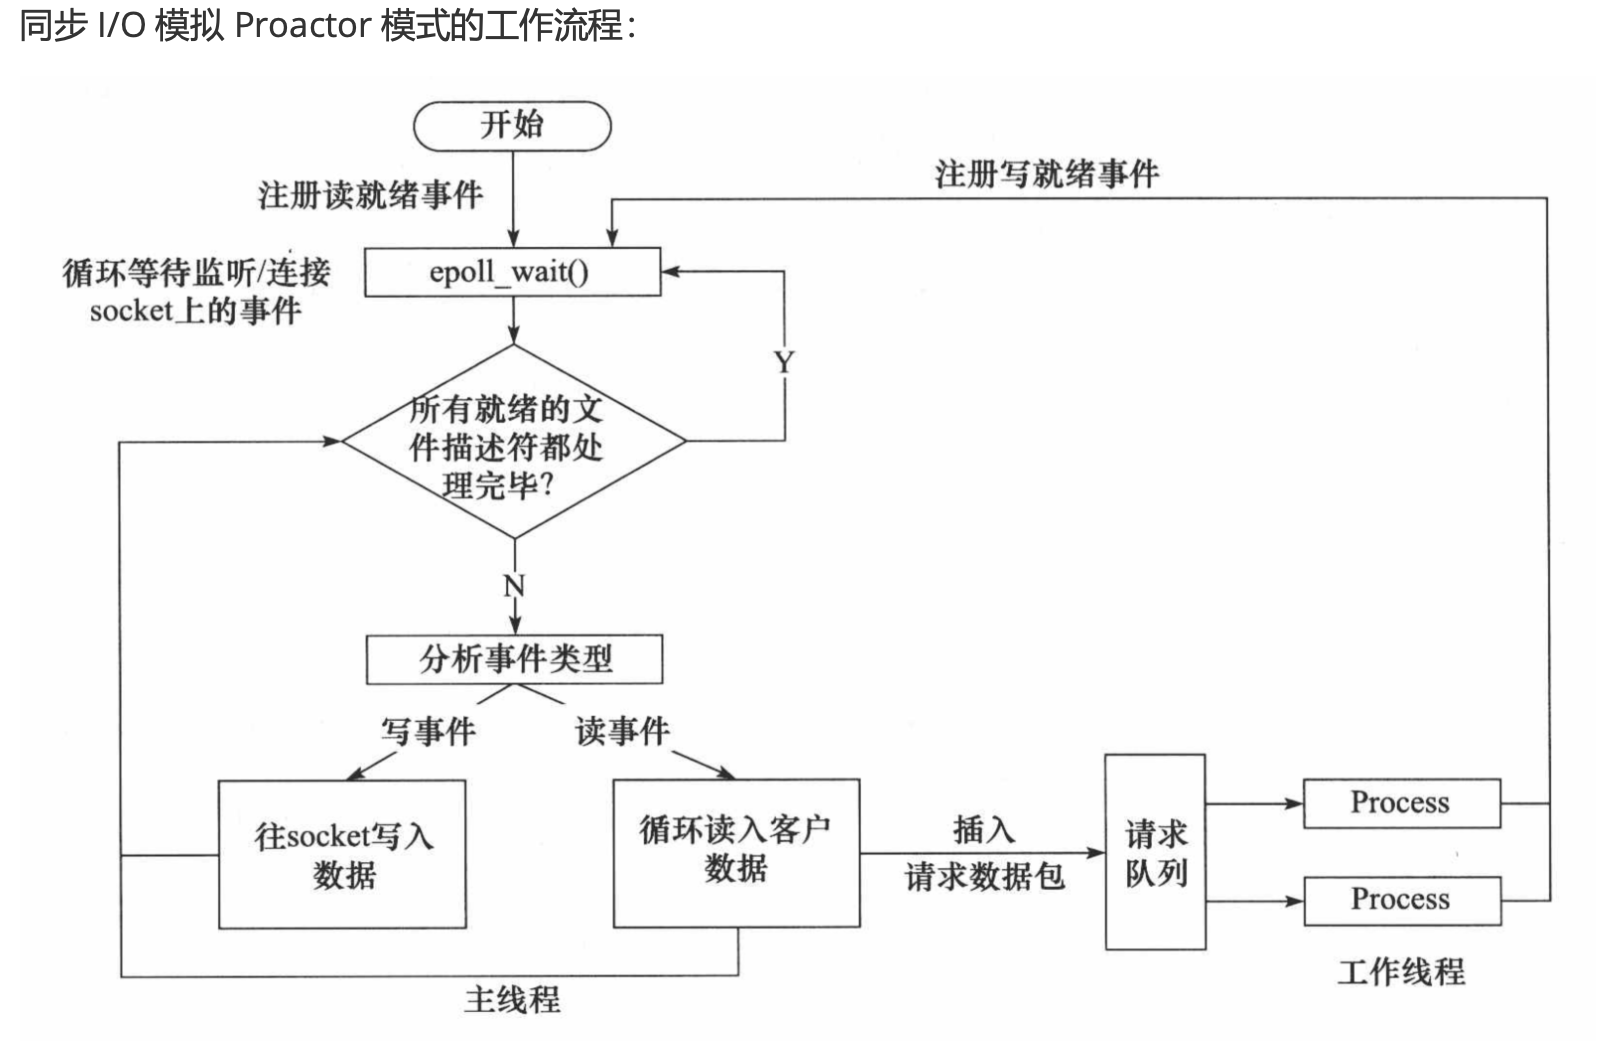 同步 I/O 模拟 Proactor 模式的工作流程：
开始
注册读就绪事件
注册写就绪事件
循环等待监听/连接
socket上的事件
epoll_wait()
Y
所有就绪的文
件描述符都处
理完毕？
N
分析事件类型
写事件
读事件
往socket写入
数据
循环读入客户
数据
插入
请求数据包
请求
队列
Process
Process
工作线程
主线程